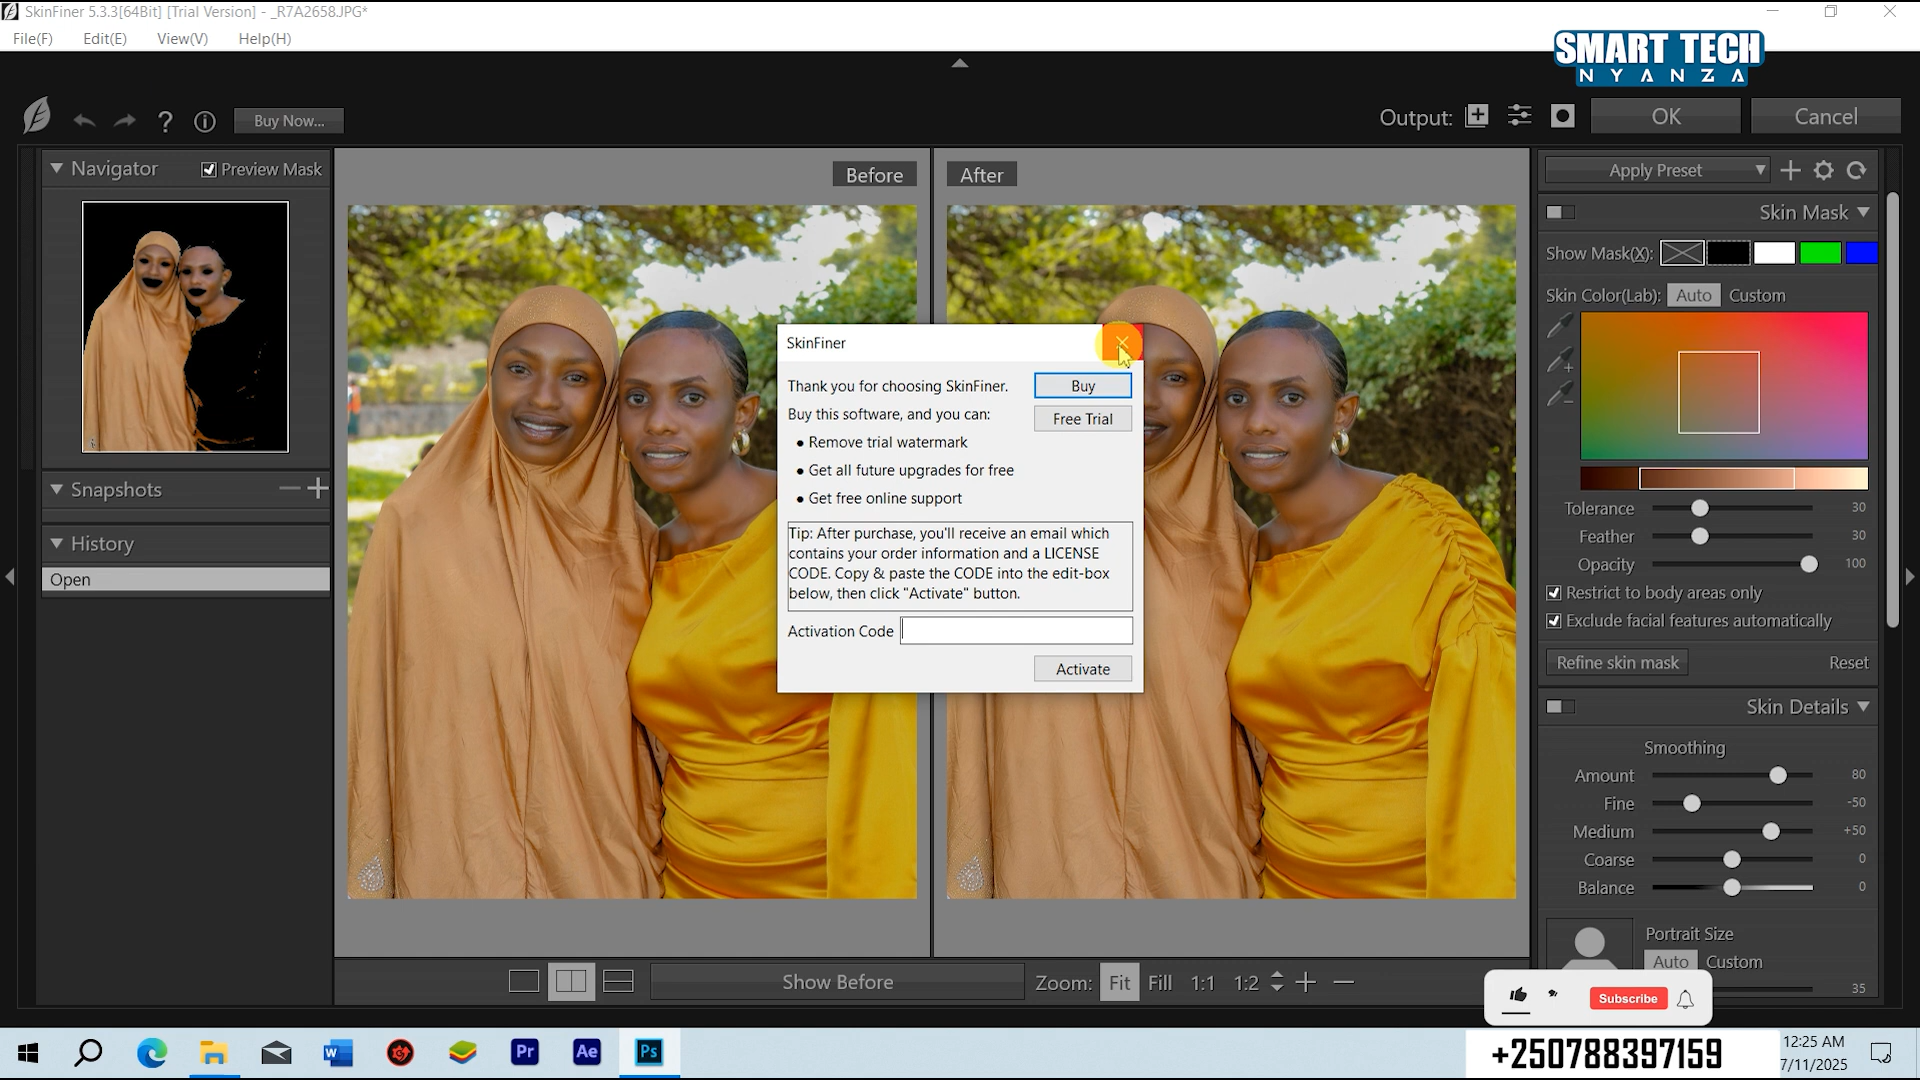 SkinFiner 5.3.3[64Bit] [Trial Version] - _R7A2658.JPG*
File(F) Edit(E) View(V) Help(H)
SMART TECH
NYANZA
Buy Now...
Output:
OK
Cancel
Navigator
Preview Mask
Before
After
Apply Preset
Skin Mask
Show Mask(X):
Skin Color(Lab): Auto Custom
Tolerance 30
Feather 30
Opacity 100
Restrict to body areas only
Exclude facial features automatically
Refine skin mask Reset
Skin Details
Smoothing
Amount 80
Fine -50
Medium +50
Coarse 0
Balance 0
Portrait Size
Auto Custom
35
Snapshots
History
Open
SkinFiner
Thank you for choosing SkinFiner.
Buy
Buy this software, and you can:
Free Trial
● Remove trial watermark
● Get all future upgrades for free
● Get free online support
Tip: After purchase, you'll receive an email which
contains your order information and a LICENSE
CODE. Copy & paste the CODE into the edit-box
below, then click "Activate" button.
Activation Code
Activate
Show Before
Zoom: Fit Fill 1:1 1:2
Subscribe
W
Pr
Ae
Ps
+250788397159
12:25 AM
7/11/2025